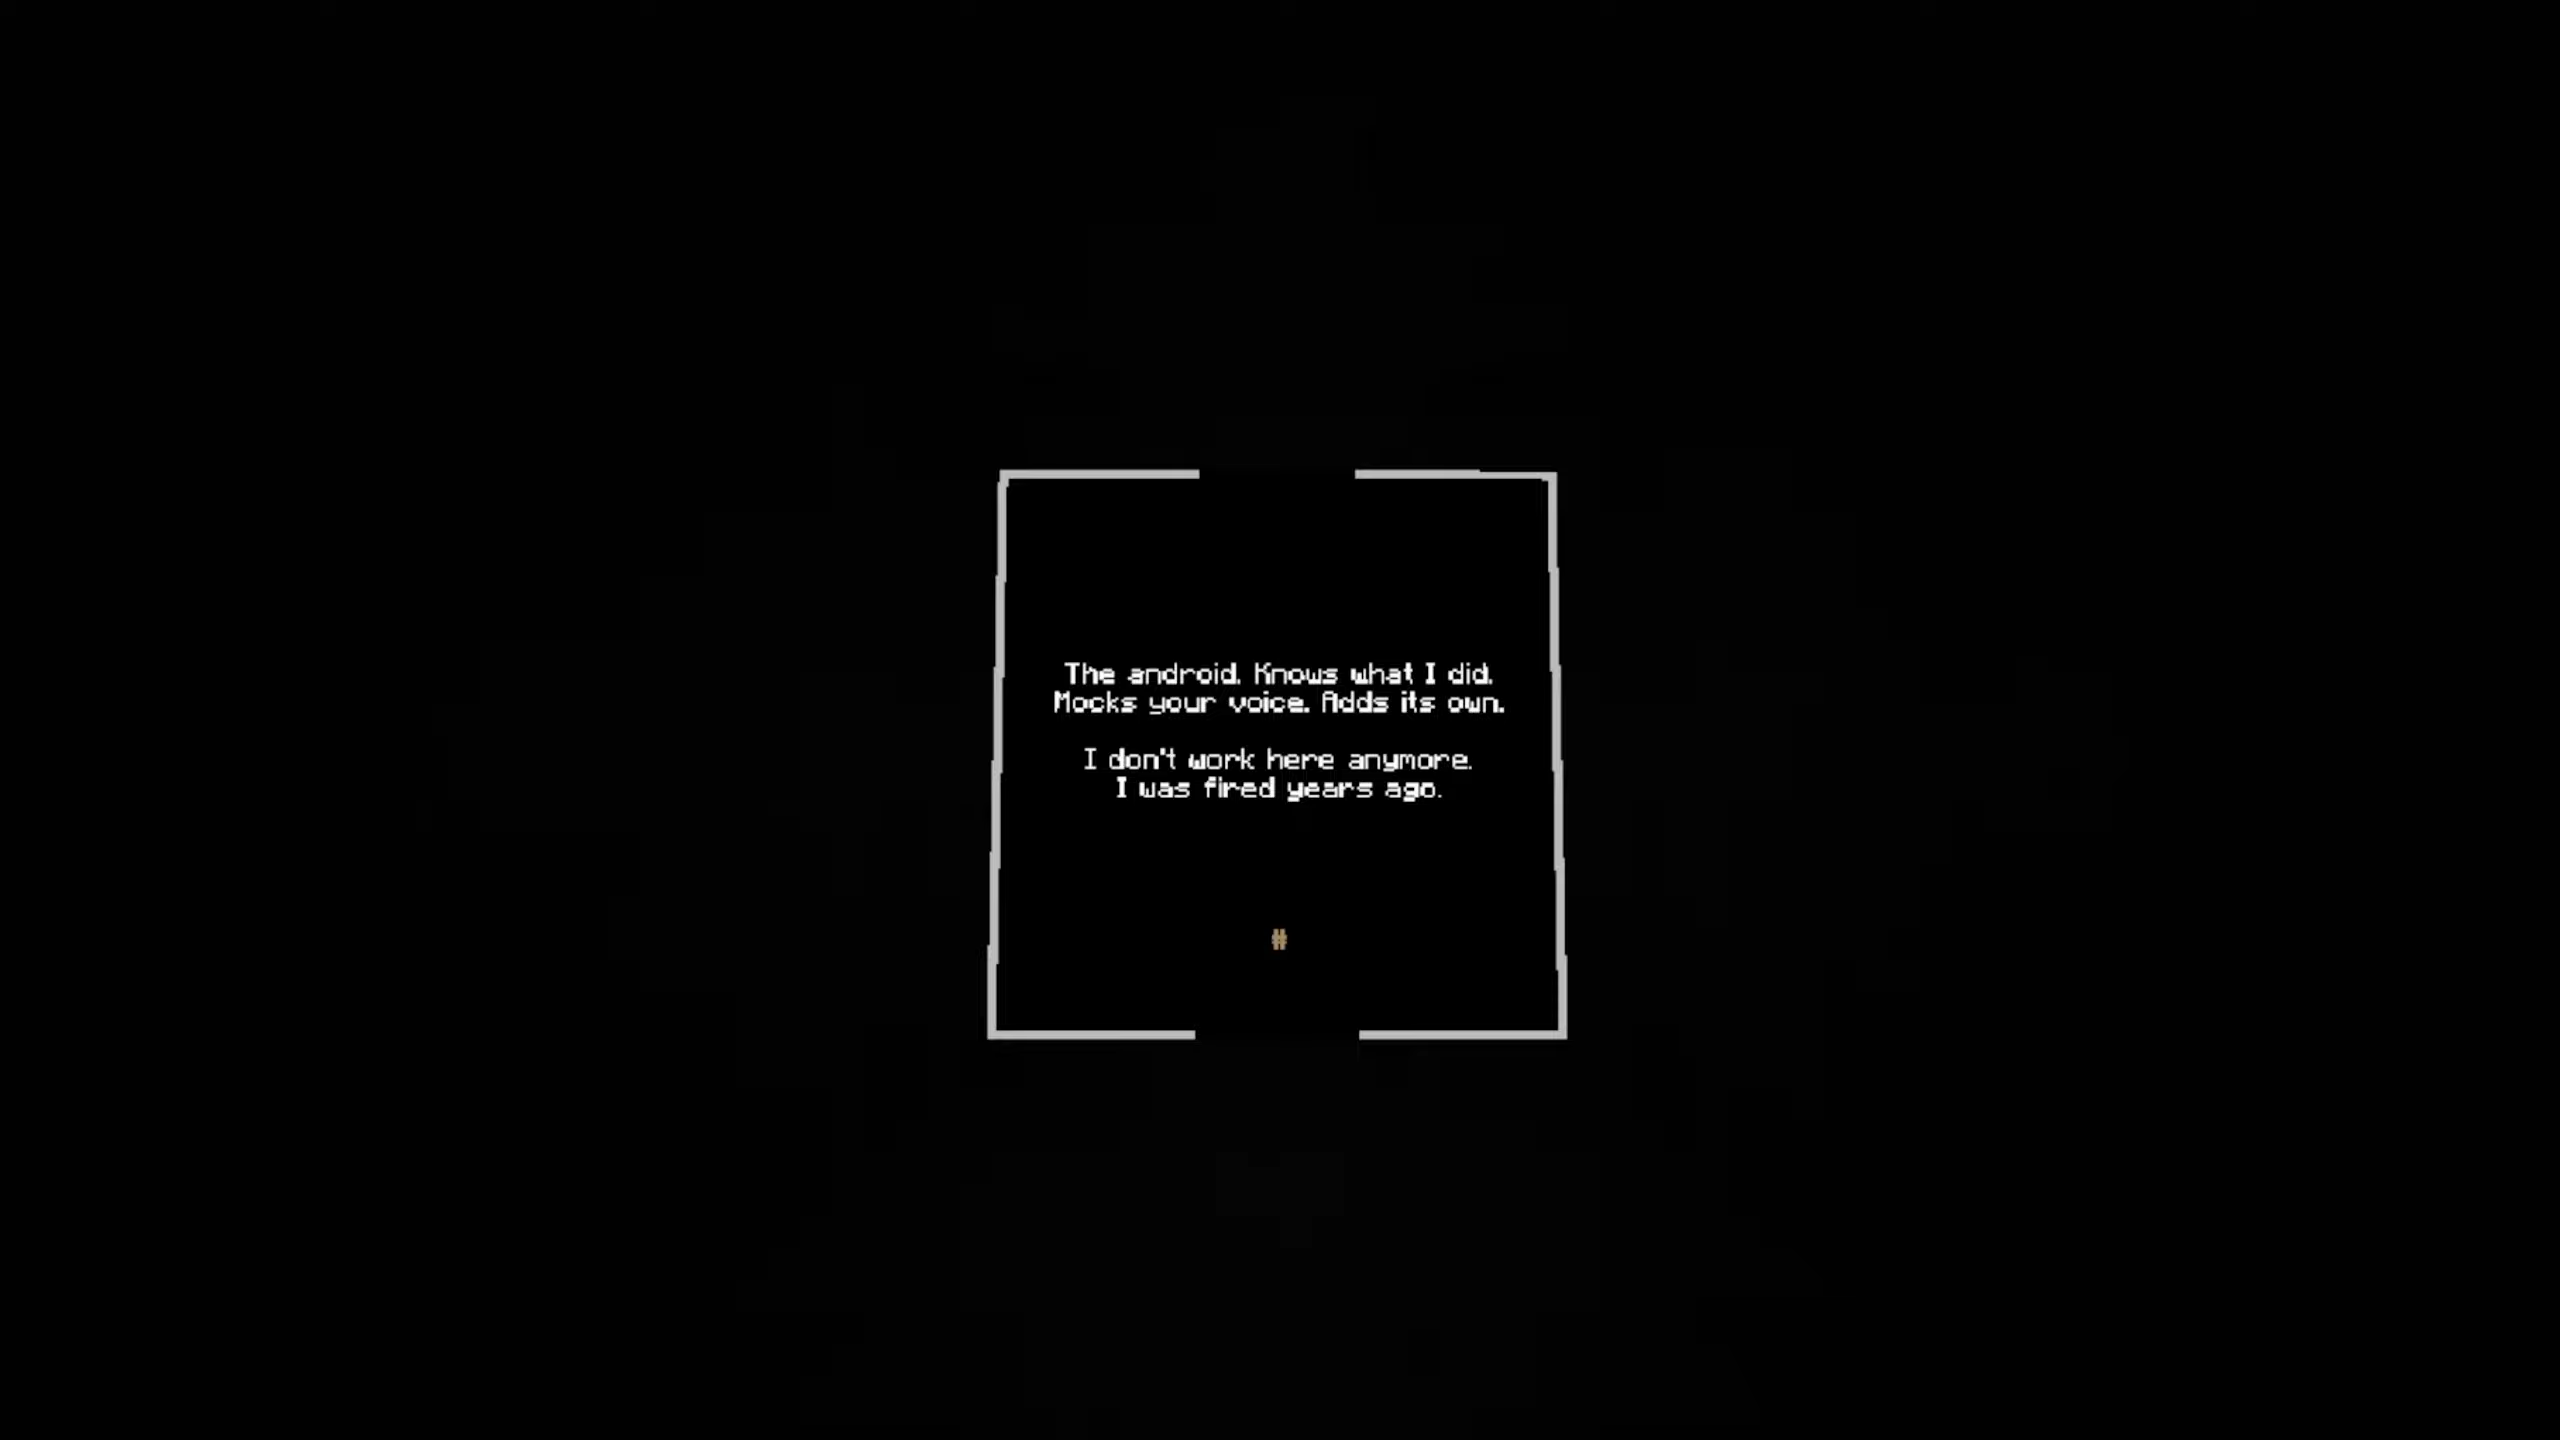 The android. Knows what I did.
Mocks your voice. Adds its own.
I don't work here anymore.
I was fired years ago.
#